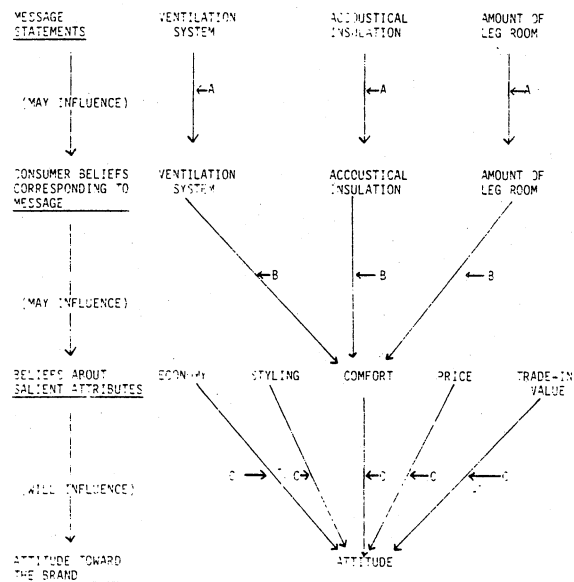 MESSAGE
STATEMENTS
VENTILATION
SYSTEM
ACCOUSTICAL
INSULATION
AMOUNT OF
LEG ROOM
(MAY INFLUENCE)
A
A
A
CONSUMER BELIEFS
CORRESPONDING TO
MESSAGE
VENTILATION
SYSTEM
ACCOUSTICAL
INSULATION
AMOUNT OF
LEG ROOM
B
B
B
(MAY INFLUENCE)
BELIEFS ABOUT
SALIENT ATTRIBUTES
ECONOMY
STYLING
COMFORT
PRICE
TRADE-IN
VALUE
C
C
C
C
C
(WILL INFLUENCE)
ATTITUDE TOWARD
THE BRAND
ATTITUDE